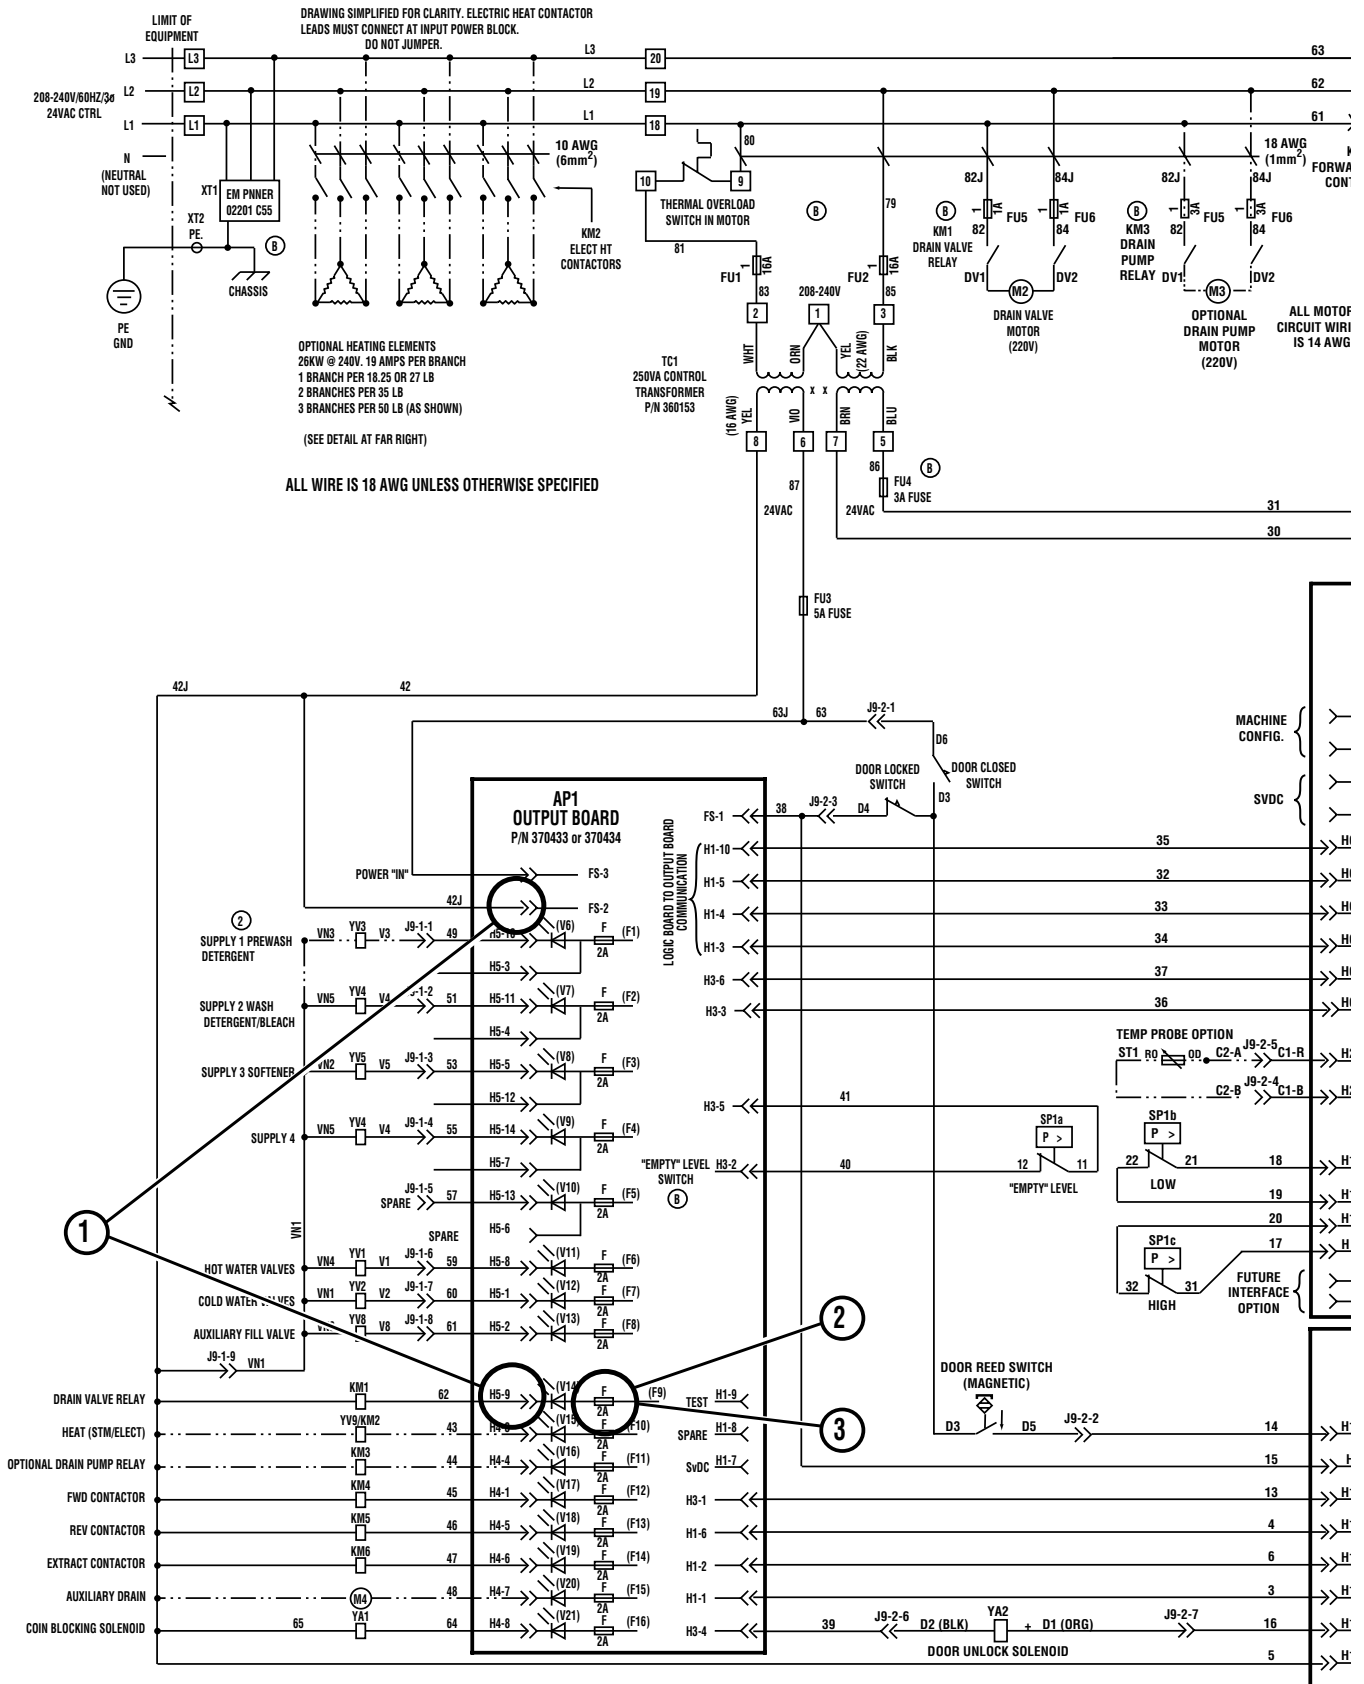 LIMIT OF
EQUIPMENT
DRAWING SIMPLIFIED FOR CLARITY. ELECTRIC HEAT CONTACTOR
LEADS MUST CONNECT AT INPUT POWER BLOCK.
DO NOT JUMPER.
L3 L3 L3 20 63
208-240V/60HZ/3ø
24VAC CTRL
L2 L2 L2 19 62
L1 L1 L1 18 61
N
(NEUTRAL
NOT USED)
XT1
EM PNNER
02201 C55
XT2
PE.
B
CHASSIS
PE
GND
10 AWG
(6mm2)
KM2
ELECT HT
CONTACTORS
80
10 9
THERMAL OVERLOAD
SWITCH IN MOTOR
81
B
79
18 AWG
(1mm2)
FORWA
CONT
82J 84J 82J 84J
B
KM1
DRAIN VALVE
RELAY
1 1A FU5 1 1A FU6
82 84
DV1 DV2
M2
DRAIN VALVE
MOTOR
(220V)
B
KM3
DRAIN
PUMP
RELAY
1 3A FU5 1 3A FU6
82 84
DV1 DV2
M3
OPTIONAL
DRAIN PUMP
MOTOR
(220V)
ALL MOTOR
CIRCUIT WIRI
IS 14 AWG
FU1 1 16A FU2 1 16A
83 208-240V 85
2 1 3
WHT ORN YEL (22 AWG) BLK
TC1
250VA CONTROL
TRANSFORMER
P/N 360153
x x
(16 AWG) YEL VIO BRN BLU
8 6 7 5
86 B
87
FU4
3A FUSE
24VAC 24VAC
31
30
FU3
5A FUSE
OPTIONAL HEATING ELEMENTS
26KW @ 240V. 19 AMPS PER BRANCH
1 BRANCH PER 18.25 OR 27 LB
2 BRANCHES PER 35 LB
3 BRANCHES PER 50 LB (AS SHOWN)
(SEE DETAIL AT FAR RIGHT)
ALL WIRE IS 18 AWG UNLESS OTHERWISE SPECIFIED
42J 42
63J 63 J9-2-1
D6
DOOR LOCKED
SWITCH
DOOR CLOSED
SWITCH
MACHINE
CONFIG.
SVDC
AP1
OUTPUT BOARD
P/N 370433 or 370434
LOGIC BOARD TO OUTPUT BOARD
COMMUNICATION
FS-1 38 J9-2-3 D4 D3
H1-10 35
H1-5 32
H1-4 33
H1-3 34
H3-6 37
H3-3 36
POWER "IN" FS-3
42J FS-2
2
SUPPLY 1 PREWASH
DETERGENT
VN3 YV3 V3 J9-1-1 49 H5-10 (V6) F 2A (F1)
H5-3
SUPPLY 2 WASH
DETERGENT/BLEACH
VN5 YV4 V4 J9-1-2 51 H5-11 (V7) F 2A (F2)
H5-4
SUPPLY 3 SOFTENER VN2 YV5 V5 J9-1-3 53 H5-5 (V8) F 2A (F3)
H5-12
SUPPLY 4 VN5 YV4 V4 J9-1-4 55 H5-14 (V9) F 2A (F4)
H5-7
J9-1-5
SPARE 57 H5-13 (V10) F 2A (F5)
SPARE H5-6
VN1
HOT WATER VALVES VN4 YV1 V1 J9-1-6 59 H5-8 (V11) F 2A (F6)
COLD WATER VALVES VN1 YV2 V2 J9-1-7 60 H5-1 (V12) F 2A (F7)
AUXILIARY FILL VALVE YV8 V8 J9-1-8 61 H5-2 (V13) F 2A (F8)
J9-1-9 VN1
TEMP PROBE OPTION
ST1 RO OD C2-A J9-2-5 C1-R
C2-B J9-2-4 C1-B
H3-5 41
SP1a
P >
12 11
"EMPTY" LEVEL
"EMPTY" LEVEL
SWITCH
B
H3-2 40
SP1b
P >
22 21 18
LOW
19
20
SP1c
P >
17
32 31
HIGH
FUTURE
INTERFACE
OPTION
1
2
3
DRAIN VALVE RELAY KM1 62 H5-9 (V14) F 2A (F9)
HEAT (STM/ELECT) YV9/KM2 43 (V15) F 2A (F10)
OPTIONAL DRAIN PUMP RELAY KM3 44 H4-4 (V16) F 2A (F11)
FWD CONTACTOR KM4 45 H4-1 (V17) F 2A (F12)
REV CONTACTOR KM5 46 H4-5 (V18) F 2A (F13)
EXTRACT CONTACTOR KM6 47 H4-6 (V19) F 2A (F14)
AUXILIARY DRAIN M4 48 H4-7 (V20) F 2A (F15)
COIN BLOCKING SOLENOID 65 YA1 64 H4-8 (V21) F 2A (F16)
TEST H1-9
SPARE H1-8
SvDC H1-7
DOOR REED SWITCH
(MAGNETIC)
D3 D5 J9-2-2 14
15
H3-1 13
H1-6 4
H1-2 6
H1-1 3
H3-4 39 J9-2-6 D2 (BLK) YA2 + D1 (ORG) J9-2-7 16
DOOR UNLOCK SOLENOID
5